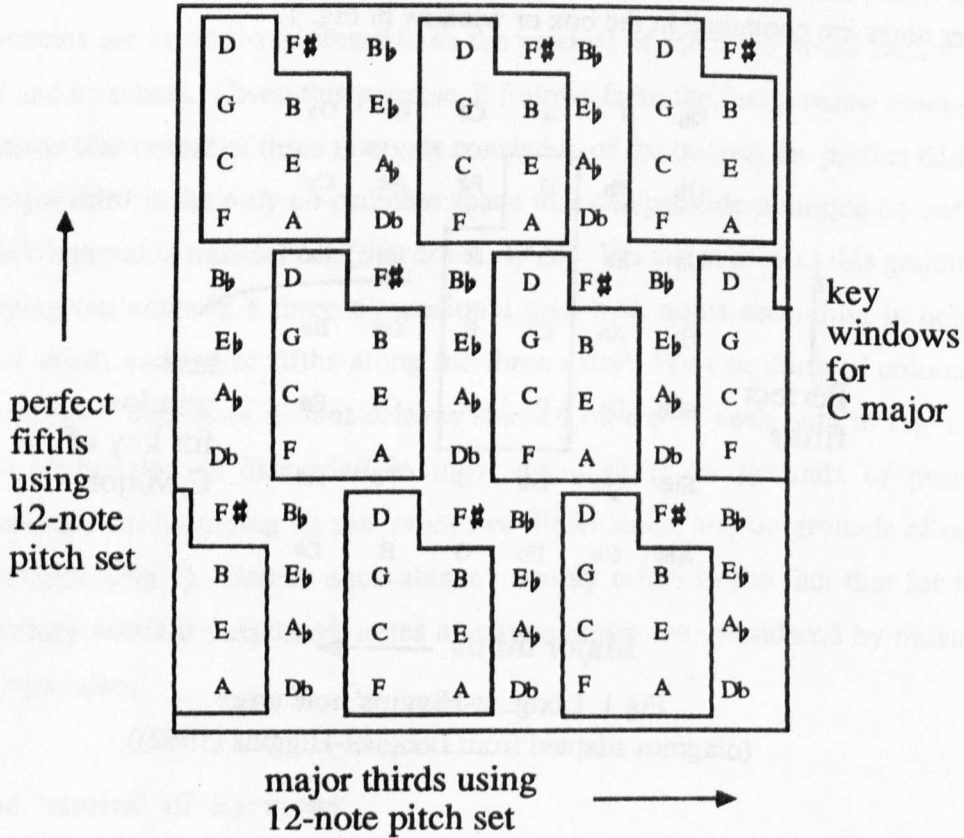 D F# B♭ D F# B♭ D F#
G B E♭ G B E♭ G B
C E A♭ C E A♭ C E
F A Db F A Db F A
B♭ D F# B♭ D F# B♭ D
E♭ G B E♭ G B E♭ G
A♭ C E A♭ C E A♭ C
Db F A Db F A Db F
F# B♭ D F# B♭ D F# B♭
B E♭ G B E♭ G B E♭
E A♭ C E A♭ C E A♭
A Db F A Db F A Db
perfect
fifths
using
12-note
pitch set
key
windows
for
C major
major thirds using
12-note pitch set